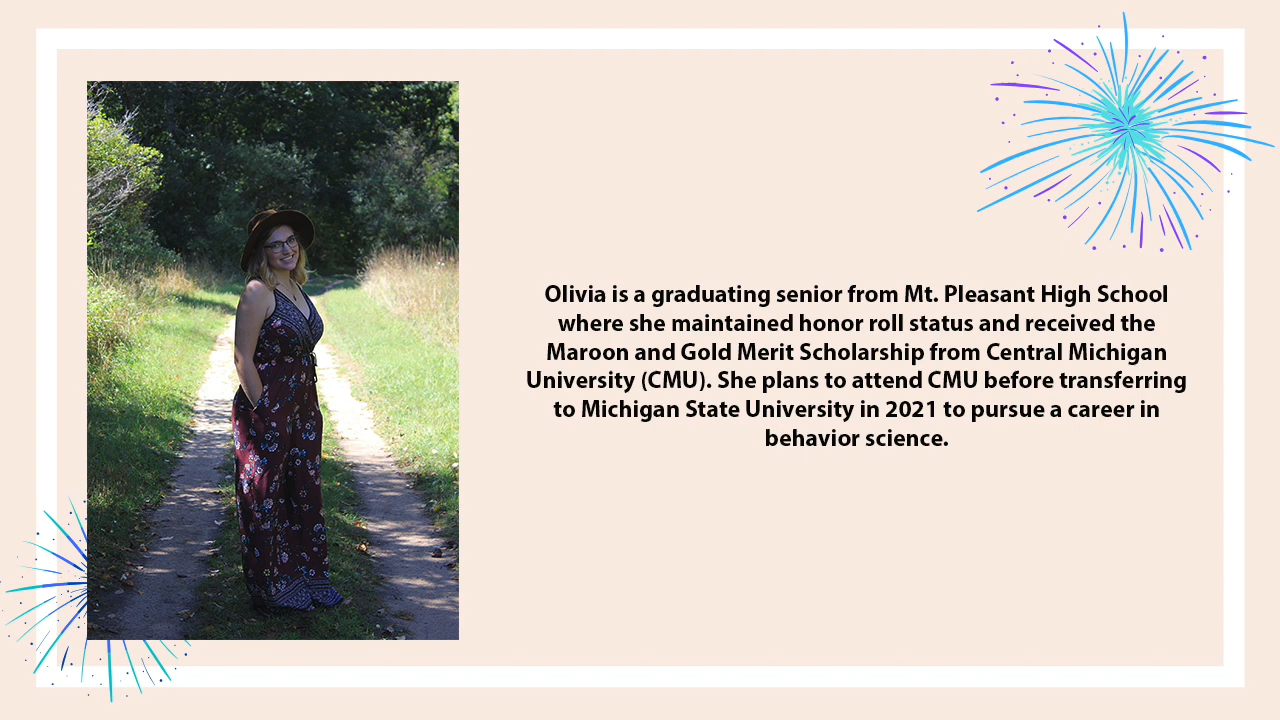 Olivia is a graduating senior from Mt. Pleasant High School
where she maintained honor roll status and received the
Maroon and Gold Merit Scholarship from Central Michigan
University (CMU). She plans to attend CMU before transferring
to Michigan State University in 2021 to pursue a career in
behavior science.